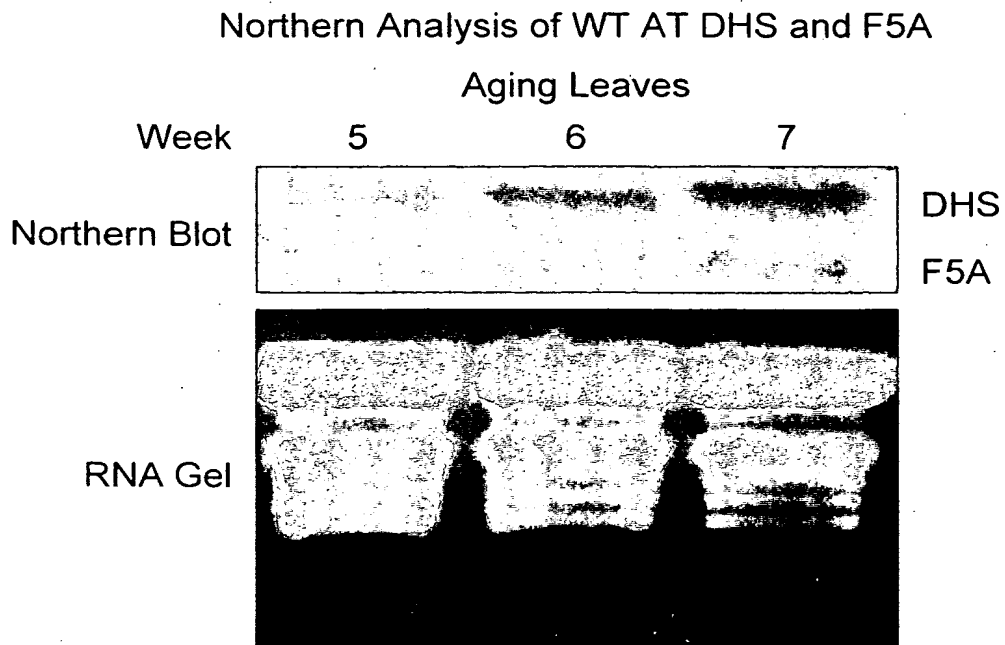 Northern Analysis of WT AT DHS and F5A
Aging Leaves
Week 5 6 7
Northern Blot
DHS
F5A
RNA Gel